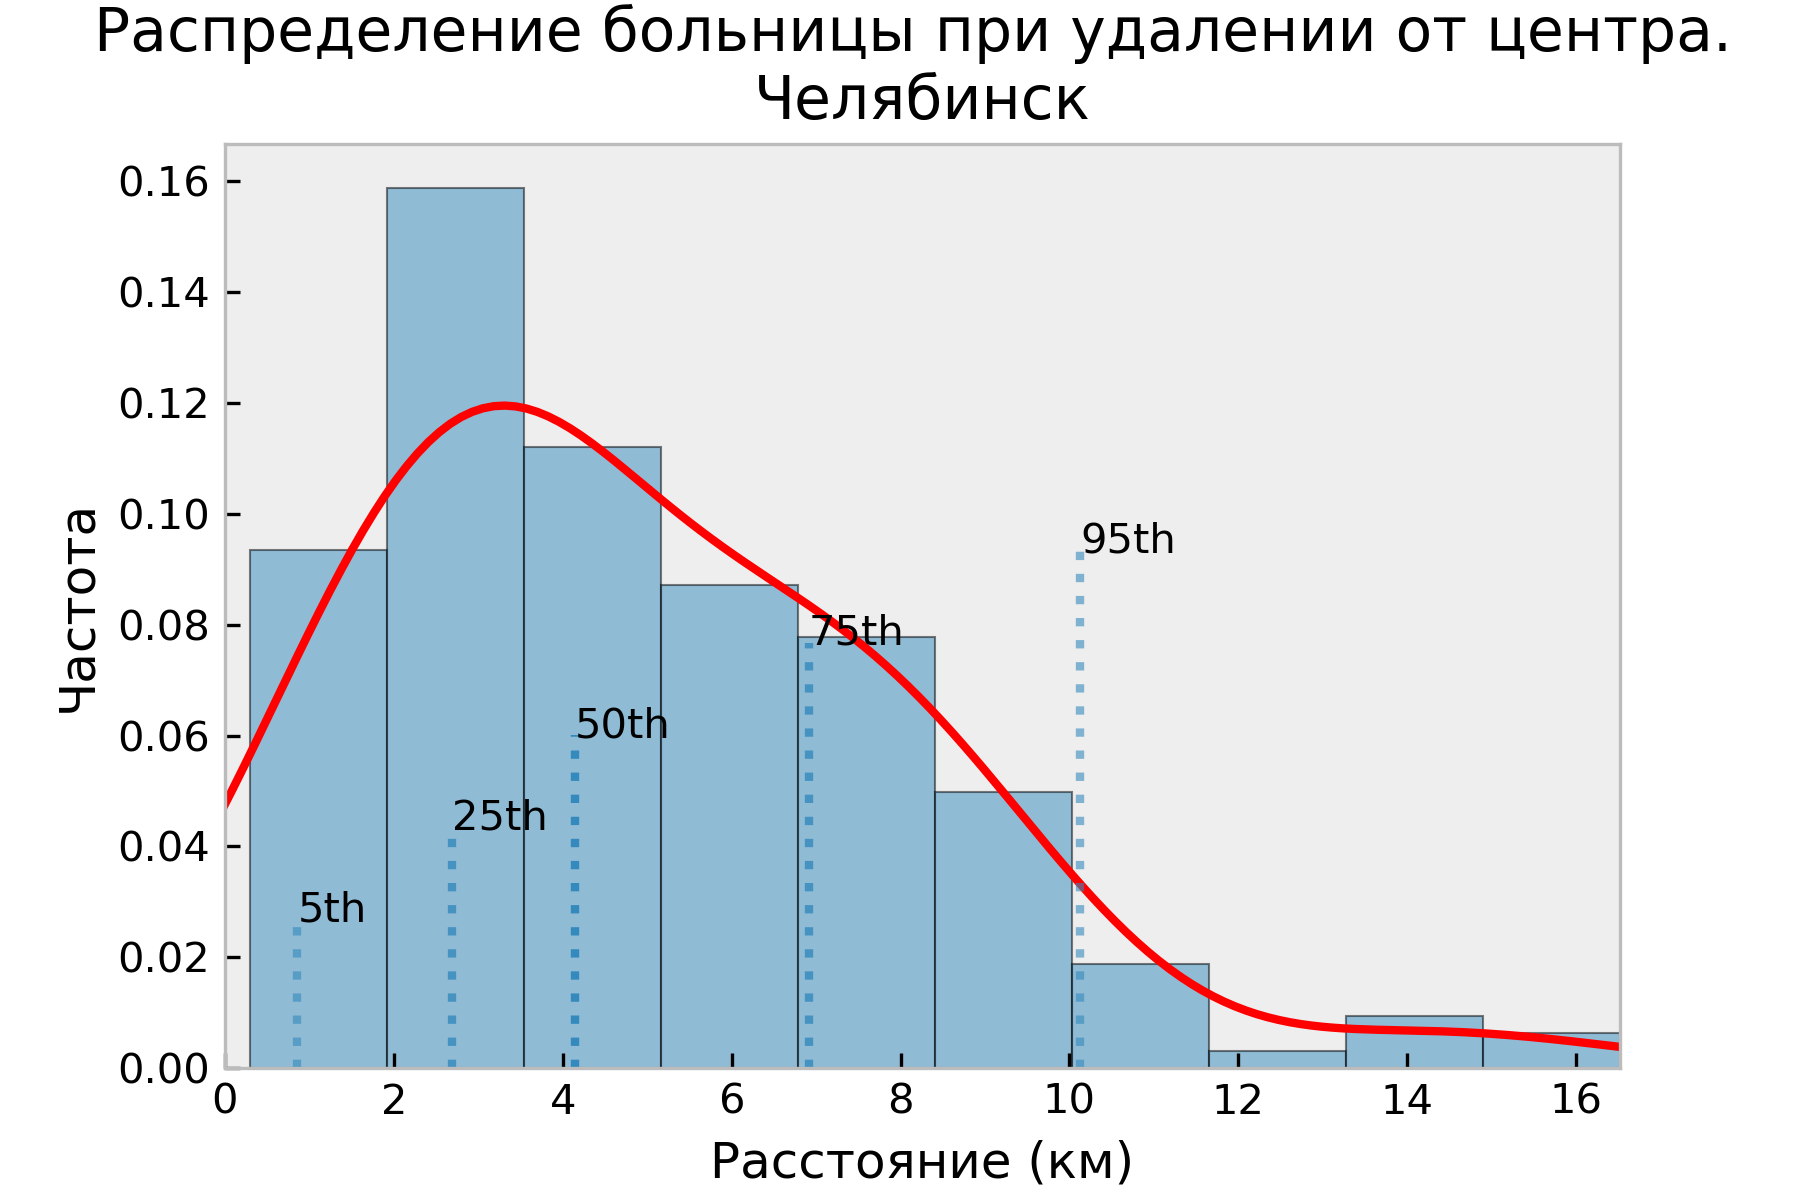 Распределение больницы при удалении от центра.
Челябинск
0.16
0.14
0.12
0.10
0.08
0.06
0.04
0.02
0.00
Частота
5th
25th
50th
75th
95th
0 2 4 6 8 10 12 14 16
Расстояние (км)